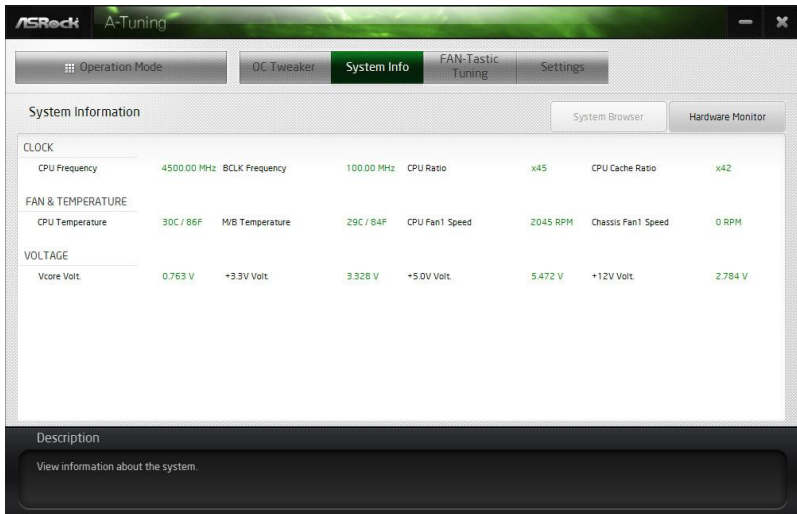 ASRock A-Tuning
Operation Mode OC Tweaker System Info FAN-Tastic Tuning Settings
System Information System Browser Hardware Monitor
CLOCK
CPU Frequency 4500.00 MHz BCLK Frequency 100.00 MHz CPU Ratio x45 CPU Cache Ratio x42
FAN & TEMPERATURE
CPU Temperature 30C / 86F M/B Temperature 29C / 84F CPU Fan1 Speed 2045 RPM Chassis Fan1 Speed 0 RPM
VOLTAGE
Vcore Volt. 0.763 V +3.3V Volt. 3.328 V +5.0V Volt. 5.472 V +12V Volt. 2.784 V
Description
View information about the system.